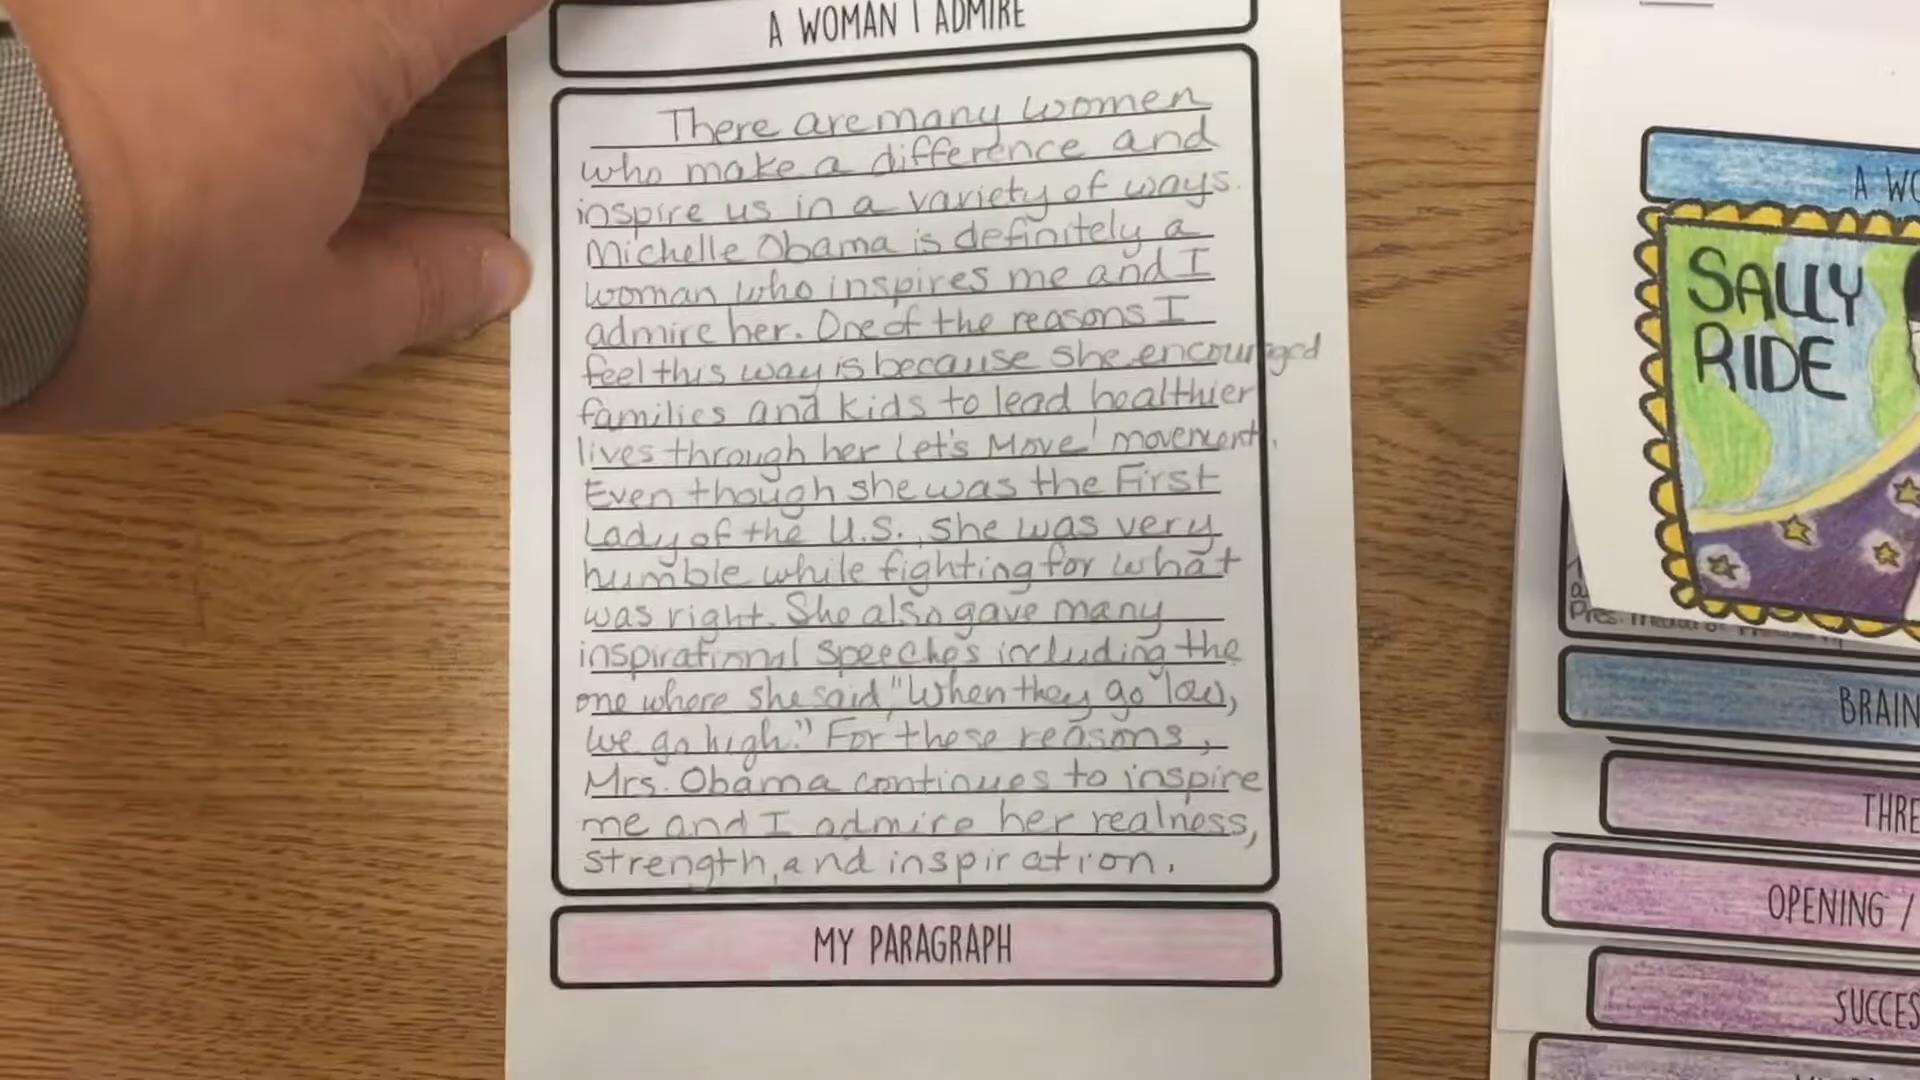 A WOMAN I ADMIRE
There are many women
who make a difference and
inspire us in a variety of ways.
Michelle Obama is definitely a
woman who inspires me and I
admire her. One of the reasons I
feel this way is because she encouraged
families and kids to lead healthier
lives through her Let's Move! movement.
Even though she was the First
Lady of the U.S., she was very
humble while fighting for what
was right. She also gave many
inspirational speeches including the
one where she said, "When they go low,
we go high." For these reasons,
Mrs. Obama continues to inspire
me and I admire her realness,
strength, and inspiration.
MY PARAGRAPH
A WO
SALLY
RIDE
Pres.
BRAIN
THRE
OPENING /
SUCCES